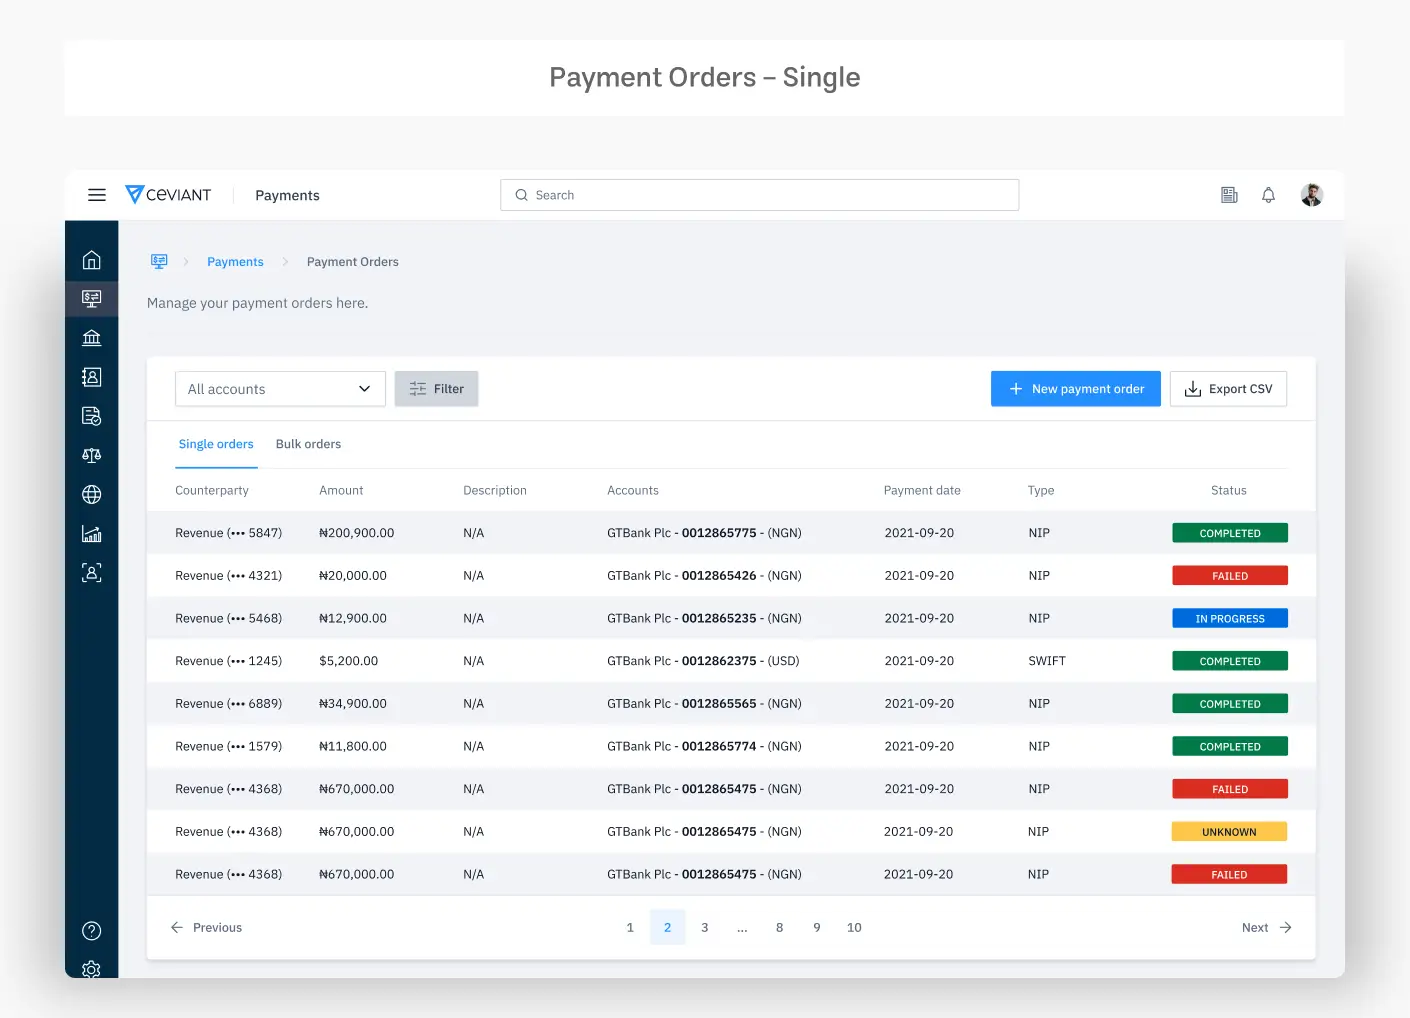 Payment Orders – Single
CEVIANT
Payments
Search
Payments
Payment Orders
Manage your payment orders here.
All accounts
Filter
New payment order
Export CSV
Single orders
Bulk orders
Counterparty Amount Description Accounts Payment date Type Status
Revenue (••• 5847) ₦200,900.00 N/A GTBank Plc - 0012865775 - (NGN) 2021-09-20 NIP COMPLETED
Revenue (••• 4321) ₦20,000.00 N/A GTBank Plc - 0012865426 - (NGN) 2021-09-20 NIP FAILED
Revenue (••• 5468) ₦12,900.00 N/A GTBank Plc - 0012865235 - (NGN) 2021-09-20 NIP IN PROGRESS
Revenue (••• 1245) $5,200.00 N/A GTBank Plc - 0012862375 - (USD) 2021-09-20 SWIFT COMPLETED
Revenue (••• 6889) ₦34,900.00 N/A GTBank Plc - 0012865565 - (NGN) 2021-09-20 NIP COMPLETED
Revenue (••• 1579) ₦11,800.00 N/A GTBank Plc - 0012865774 - (NGN) 2021-09-20 NIP COMPLETED
Revenue (••• 4368) ₦670,000.00 N/A GTBank Plc - 0012865475 - (NGN) 2021-09-20 NIP FAILED
Revenue (••• 4368) ₦670,000.00 N/A GTBank Plc - 0012865475 - (NGN) 2021-09-20 NIP UNKNOWN
Revenue (••• 4368) ₦670,000.00 N/A GTBank Plc - 0012865475 - (NGN) 2021-09-20 NIP FAILED
Previous 1 2 3 ... 8 9 10 Next